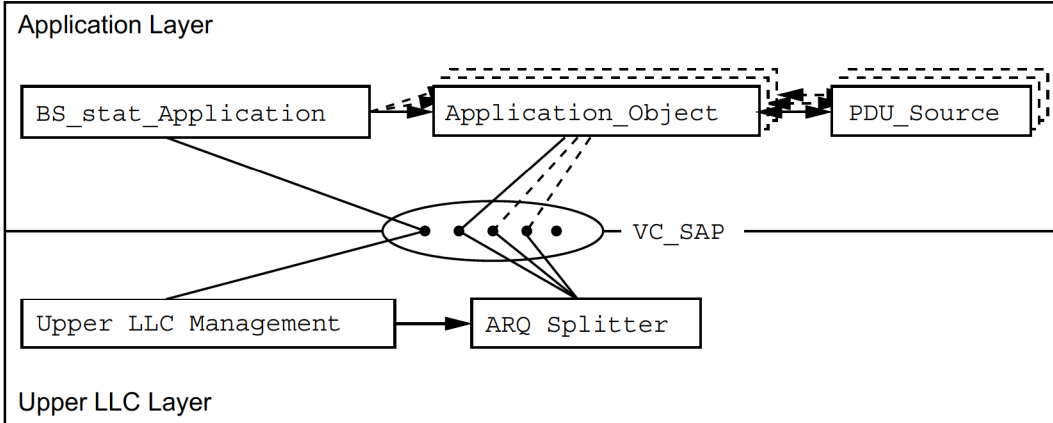 Application Layer
BS_stat_Application
Application_Object
PDU_Source
VC_SAP
Upper LLC Management
ARQ Splitter
Upper LLC Layer